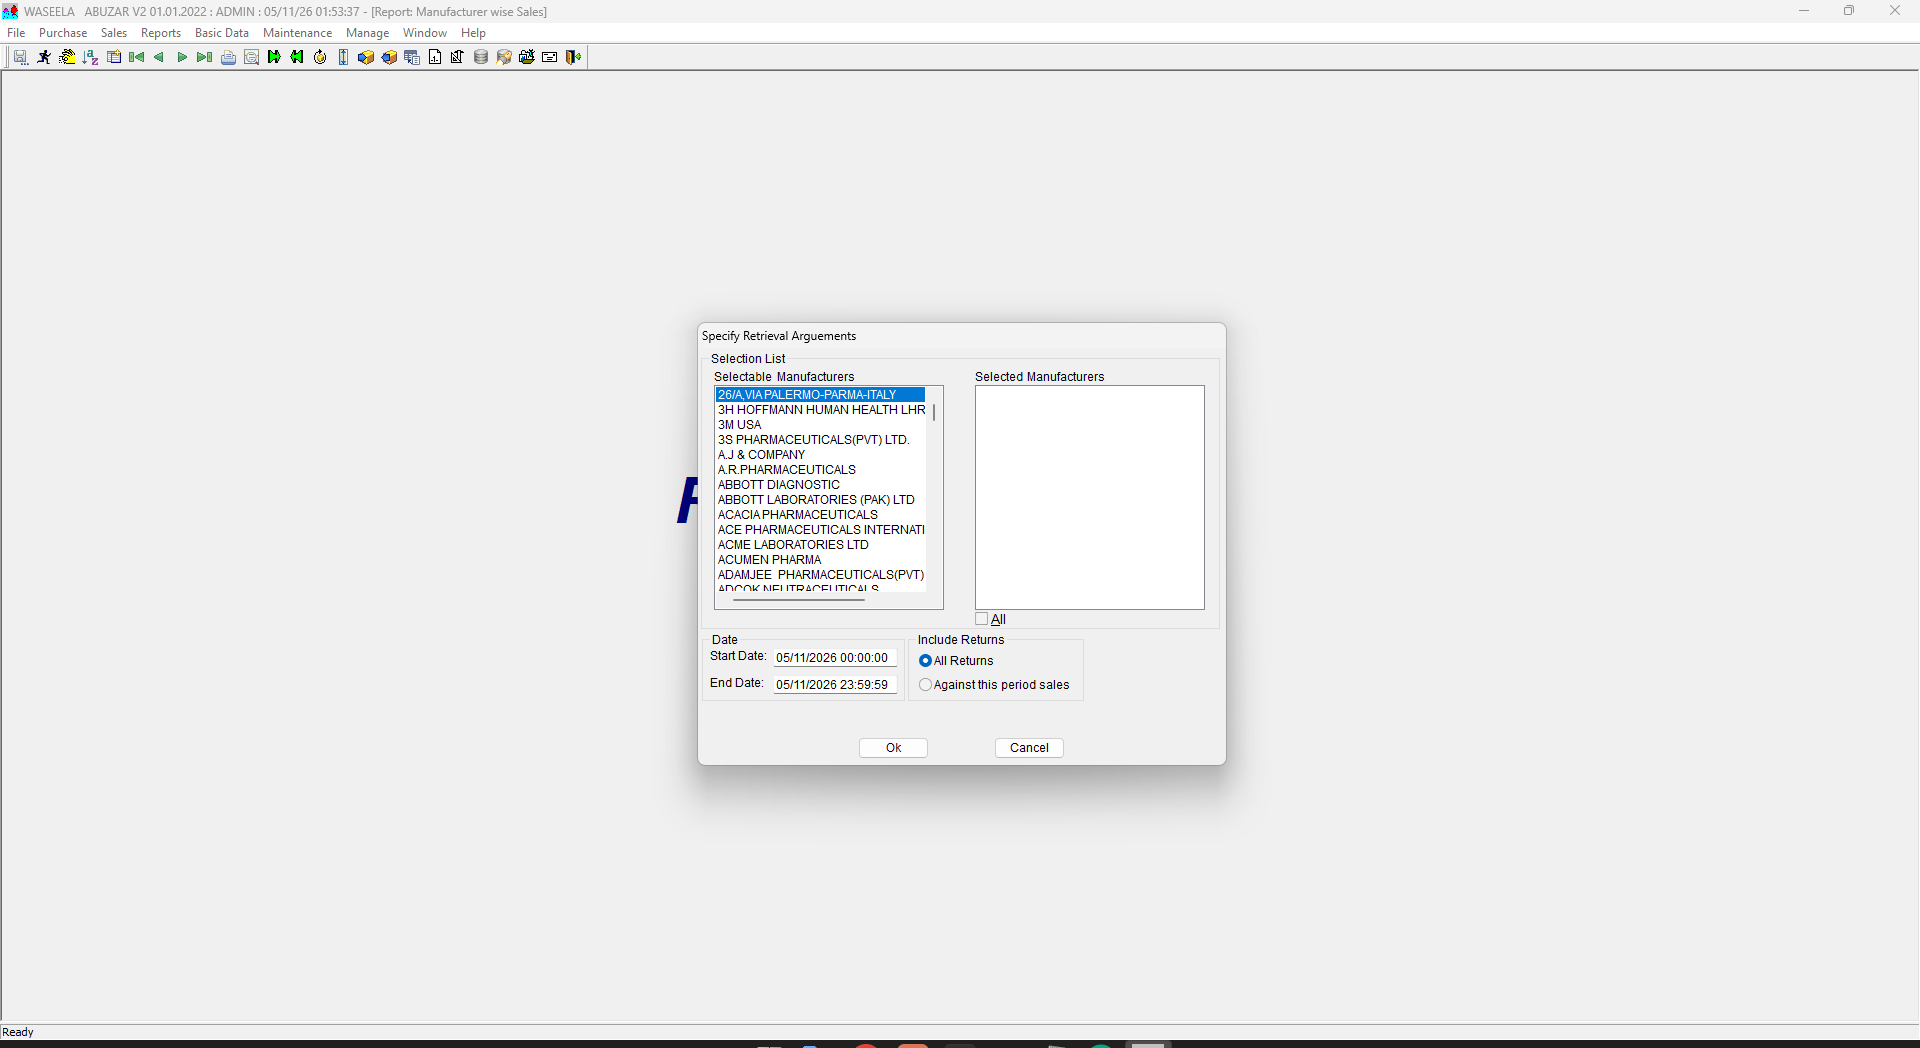 WASEELA   ABUZAR V2 01.01.2022 : ADMIN : 05/11/26 01:53:37 - [Report: Manufacturer wise Sales]
File Purchase Sales Reports Basic Data Maintenance Manage Window Help
Specify Retrieval Arguements
Selection List
Selectable Manufacturers
26/A,VIA PALERMO-PARMA-ITALY
3H HOFFMANN HUMAN HEALTH LHR
3M USA
3S PHARMACEUTICALS(PVT) LTD.
A.J & COMPANY
A.R.PHARMACEUTICALS
ABBOTT DIAGNOSTIC
ABBOTT LABORATORIES (PAK) LTD
ACACIA PHARMACEUTICALS
ACE PHARMACEUTICALS INTERNATI
ACME LABORATORIES LTD
ACUMEN PHARMA
ADAMJEE  PHARMACEUTICALS(PVT)
ADCOK NEUTRACEUTICALS
Selected Manufacturers
All
Date
Start Date: 05/11/2026 00:00:00
End Date: 05/11/2026 23:59:59
Include Returns
All Returns
Against this period sales
Ok
Cancel
Ready